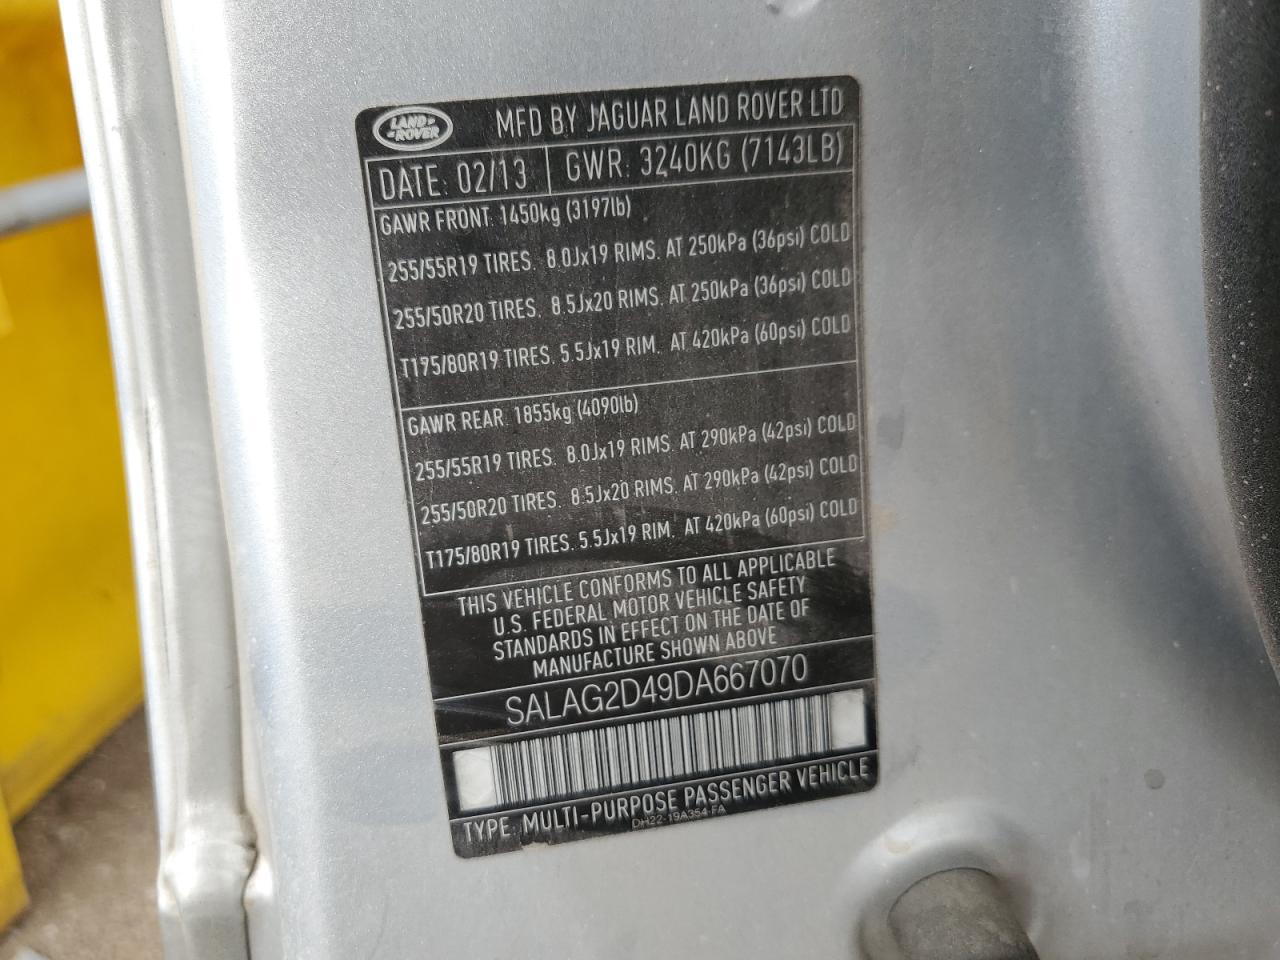 LAND ROVER
MFD BY JAGUAR LAND ROVER LTD
DATE: 02/13 GWR: 3240KG (7143LB)
GAWR FRONT. 1450kg (3197lb)
255/55R19 TIRES. 8.0Jx19 RIMS. AT 250kPa (36psi) COLD
255/50R20 TIRES. 8.5Jx20 RIMS. AT 250kPa (36psi) COLD
T175/80R19 TIRES. 5.5Jx19 RIM. AT 420kPa (60psi) COLD
GAWR REAR. 1855kg (4090lb)
255/55R19 TIRES. 8.0Jx19 RIMS. AT 290kPa (42psi) COLD
255/50R20 TIRES. 8.5Jx20 RIMS. AT 290kPa (42psi) COLD
T175/80R19 TIRES. 5.5Jx19 RIM. AT 420kPa (60psi) COLD
THIS VEHICLE CONFORMS TO ALL APPLICABLE
U.S. FEDERAL MOTOR VEHICLE SAFETY
STANDARDS IN EFFECT ON THE DATE OF
MANUFACTURE SHOWN ABOVE
SALAG2D49DA667070
TYPE: MULTI-PURPOSE PASSENGER VEHICLE
DH22-19A354-FA